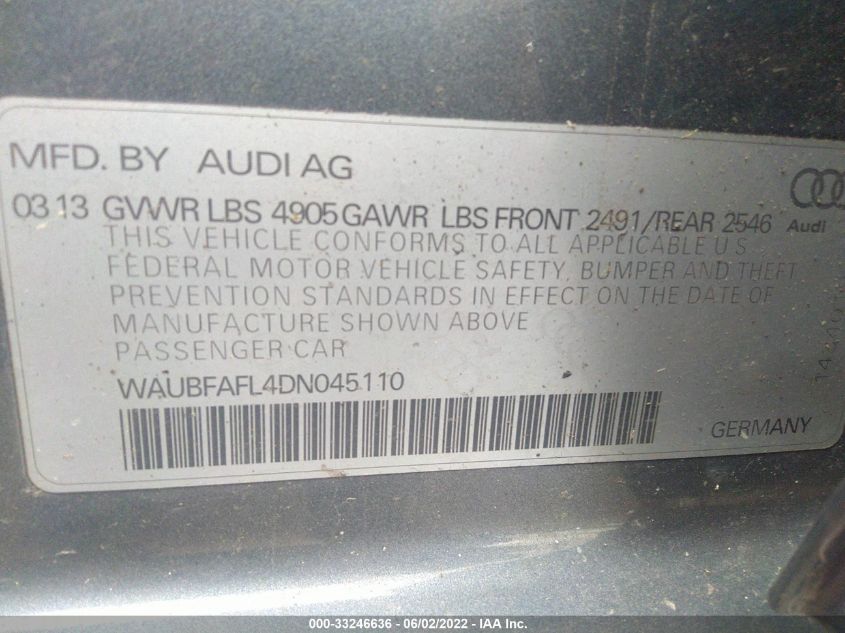 MFD. BY AUDI AG
03 13 GVWR LBS 4905 GAWR LBS FRONT 2491/REAR 2546
Audi
THIS VEHICLE CONFORMS TO ALL APPLICABLE U S
FEDERAL MOTOR VEHICLE SAFETY, BUMPER AND THEFT
PREVENTION STANDARDS IN EFFECT ON THE DATE OF
MANUFACTURE SHOWN ABOVE
PASSENGER CAR
WAUBFAFL4DN045110
GERMANY
000-33246636 - 06/02/2022 - IAA Inc.